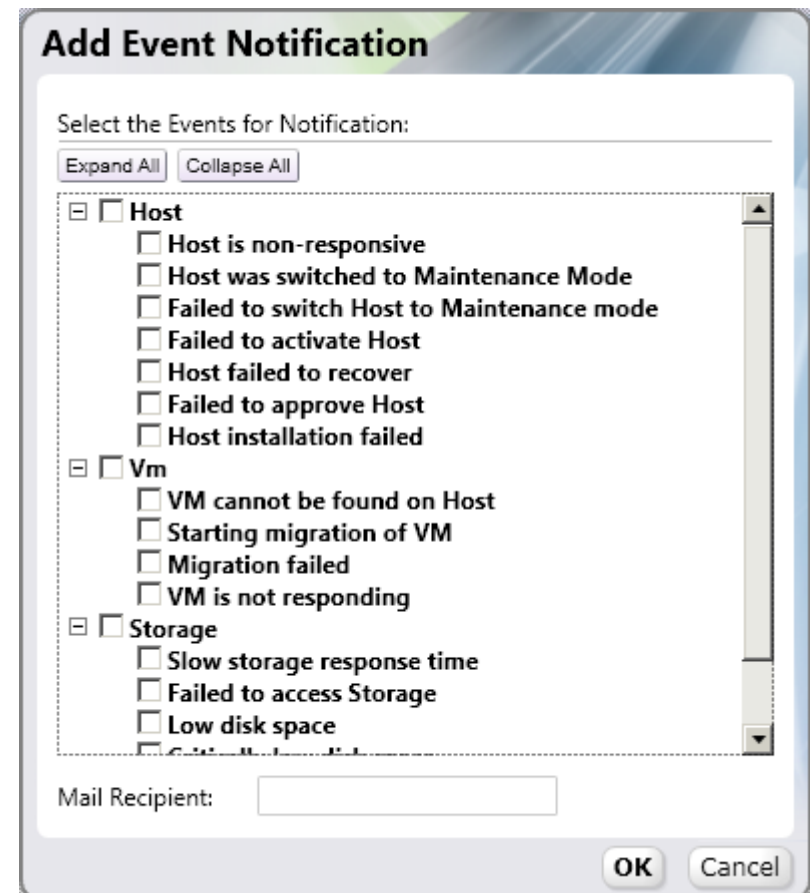 Add Event Notification
Select the Events for Notification:
Expand All Collapse All
Host
Host is non-responsive
Host was switched to Maintenance Mode
Failed to switch Host to Maintenance mode
Failed to activate Host
Host failed to recover
Failed to approve Host
Host installation failed
Vm
VM cannot be found on Host
Starting migration of VM
Migration failed
VM is not responding
Storage
Slow storage response time
Failed to access Storage
Low disk space
Mail Recipient:
OK Cancel